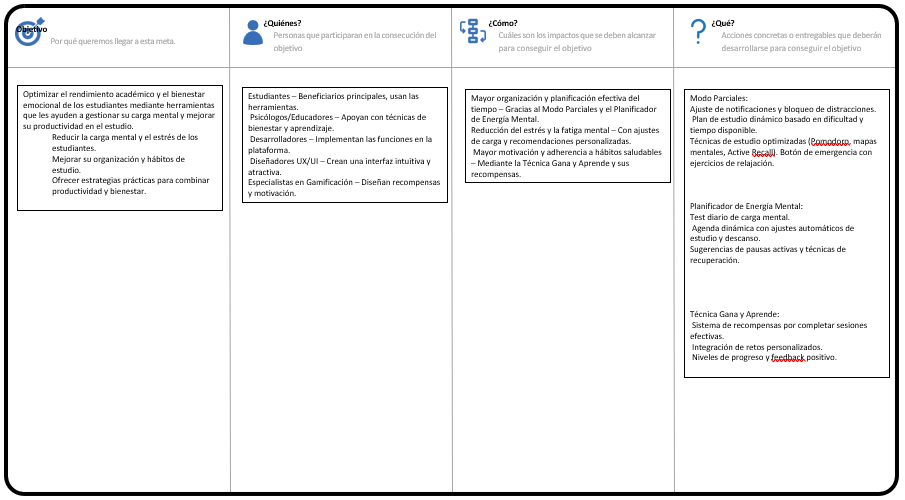 Objetivo
Por qué queremos llegar a esta meta.
Optimizar el rendimiento académico y el bienestar
emocional de los estudiantes mediante herramientas
que les ayuden a gestionar su carga mental y mejorar
su productividad en el estudio.
Reducir la carga mental y el estrés de los
estudiantes.
Mejorar su organización y hábitos de
estudio.
Ofrecer estrategias prácticas para combinar
productividad y bienestar.
¿Quiénes?
Personas que participaran en la consecución del
objetivo
Estudiantes – Beneficiarios principales, usan las
herramientas.
Psicólogos/Educadores – Apoyan con técnicas de
bienestar y aprendizaje.
Desarrolladores – Implementan las funciones en la
plataforma.
Diseñadores UX/UI – Crean una interfaz intuitiva y
atractiva.
Especialistas en Gamificación – Diseñan recompensas
y motivación.
¿Cómo?
Cuáles son los impactos que se deben alcanzar
para conseguir el objetivo
Mayor organización y planificación efectiva del
tiempo – Gracias al Modo Parciales y el Planificador
de Energía Mental.
Reducción del estrés y la fatiga mental – Con ajustes
de carga y recomendaciones personalizadas.
Mayor motivación y adherencia a hábitos saludables
– Mediante la Técnica Gana y Aprende y sus
recompensas.
¿Qué?
Acciones concretas o entregables que deberán
desarrollarse para conseguir el objetivo
Modo Parciales:
Ajuste de notificaciones y bloqueo de distracciones.
Plan de estudio dinámico basado en dificultad y
tiempo disponible.
Técnicas de estudio optimizadas (Pomodoro, mapas
mentales, Active Recall). Botón de emergencia con
ejercicios de relajación.
Planificador de Energía Mental:
Test diario de carga mental.
Agenda dinámica con ajustes automáticos de
estudio y descanso.
Sugerencias de pausas activas y técnicas de
recuperación.
Técnica Gana y Aprende:
Sistema de recompensas por completar sesiones
efectivas.
Integración de retos personalizados.
Niveles de progreso y feedback positivo.